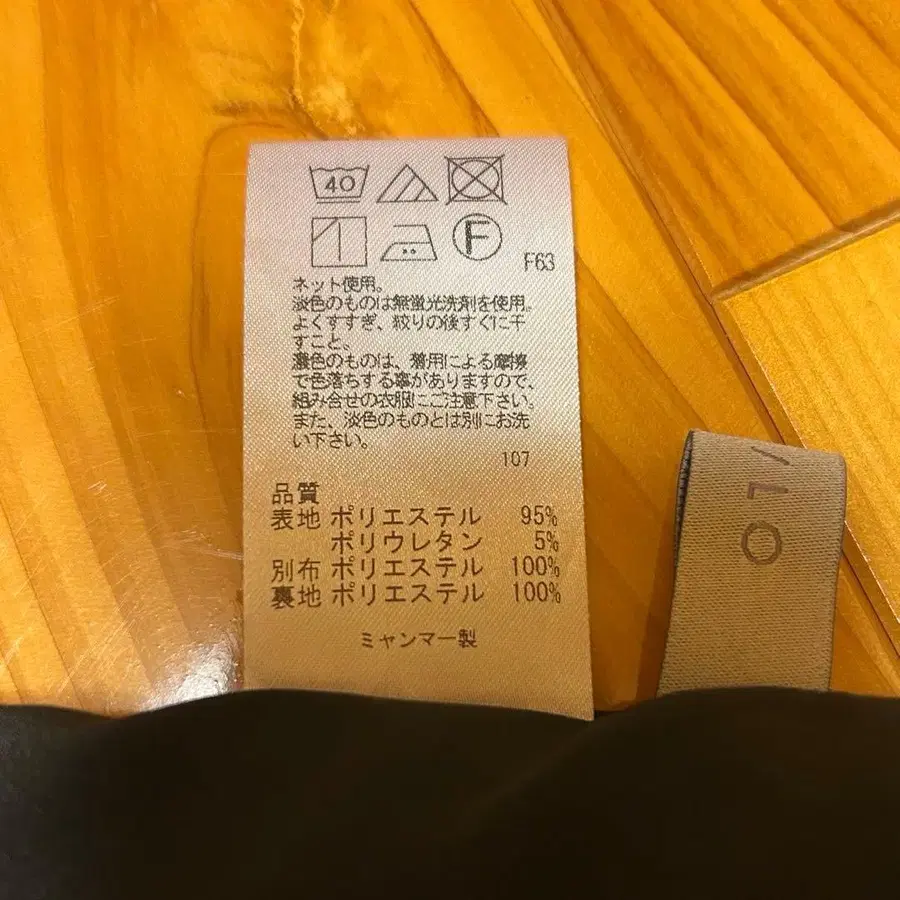 40
F
F63
ネット使用。
淡色のものは無蛍光洗剤を使用。
よくすすぎ、絞りの後すぐに干
すこと。
濃色のものは、着用による摩擦
で色落ちする事がありますので、
組み合せの衣服にご注意下さい。
また、淡色のものとは別にお洗
い下さい。
107
品質
表地 ポリエステル 95%
ポリウレタン 5%
別布 ポリエステル 100%
裏地 ポリエステル 100%
ミャンマー製